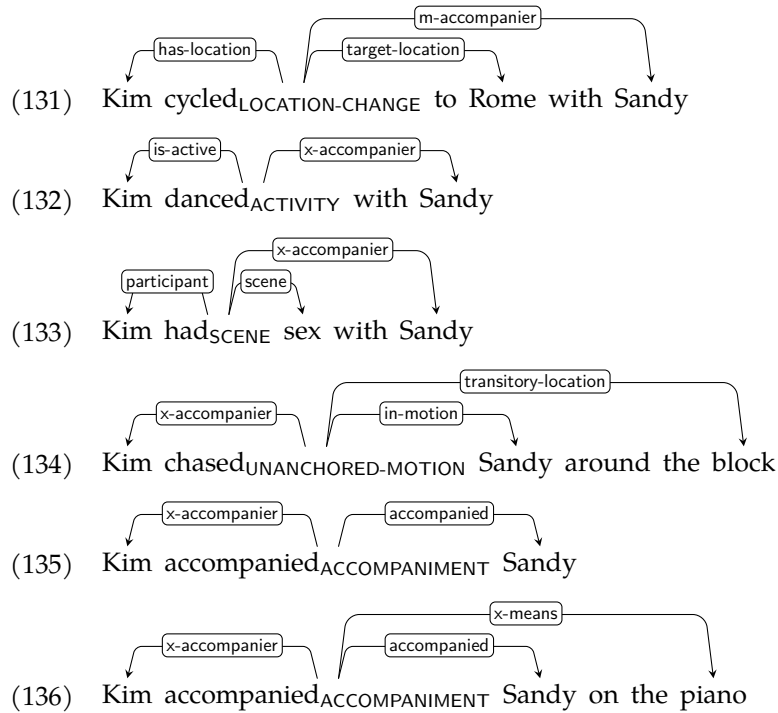 m-accompanier
has-location target-location
(131) Kim cycledLOCATION-CHANGE to Rome with Sandy
is-active x-accompanier
(132) Kim dancedACTIVITY with Sandy
x-accompanier
participant scene
(133) Kim hadSCENE sex with Sandy
transitory-location
x-accompanier in-motion
(134) Kim chasedUNANCHORED-MOTION Sandy around the block
x-accompanier accompanied
(135) Kim accompaniedACCOMPANIMENT Sandy
x-means
x-accompanier accompanied
(136) Kim accompaniedACCOMPANIMENT Sandy on the piano